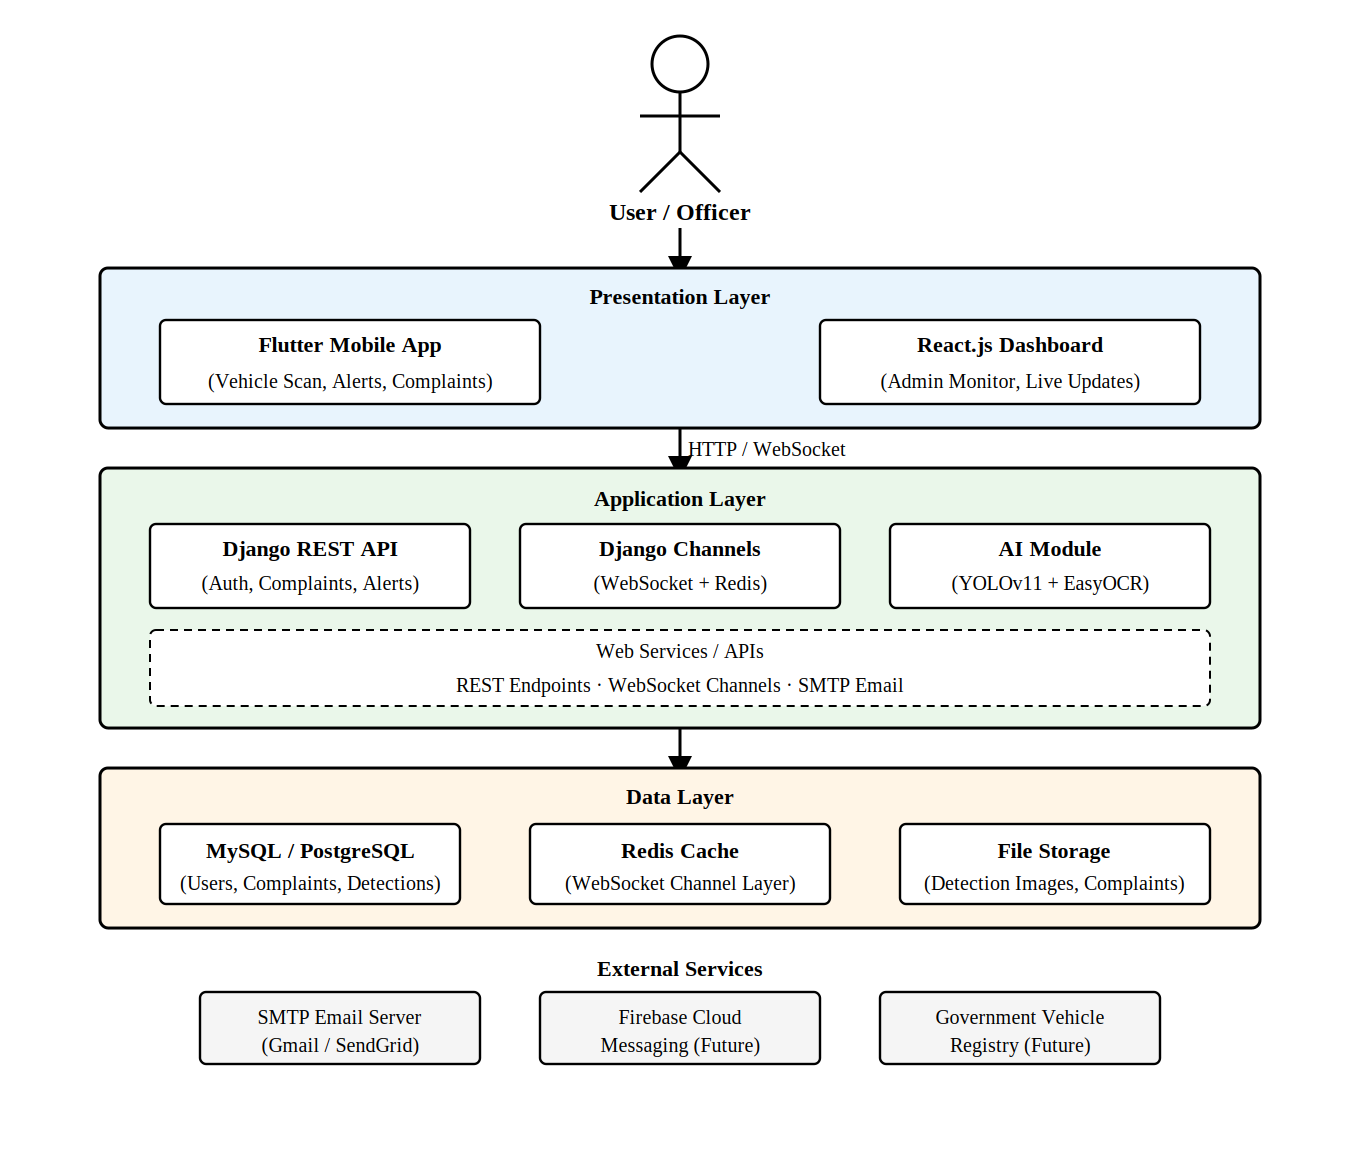 User / Officer
Presentation Layer
Flutter Mobile App
(Vehicle Scan, Alerts, Complaints)
React.js Dashboard
(Admin Monitor, Live Updates)
HTTP / WebSocket
Application Layer
Django REST API
(Auth, Complaints, Alerts)
Django Channels
(WebSocket + Redis)
AI Module
(YOLOv11 + EasyOCR)
Web Services / APIs
REST Endpoints · WebSocket Channels · SMTP Email
Data Layer
MySQL / PostgreSQL
(Users, Complaints, Detections)
Redis Cache
(WebSocket Channel Layer)
File Storage
(Detection Images, Complaints)
External Services
SMTP Email Server
(Gmail / SendGrid)
Firebase Cloud
Messaging (Future)
Government Vehicle
Registry (Future)